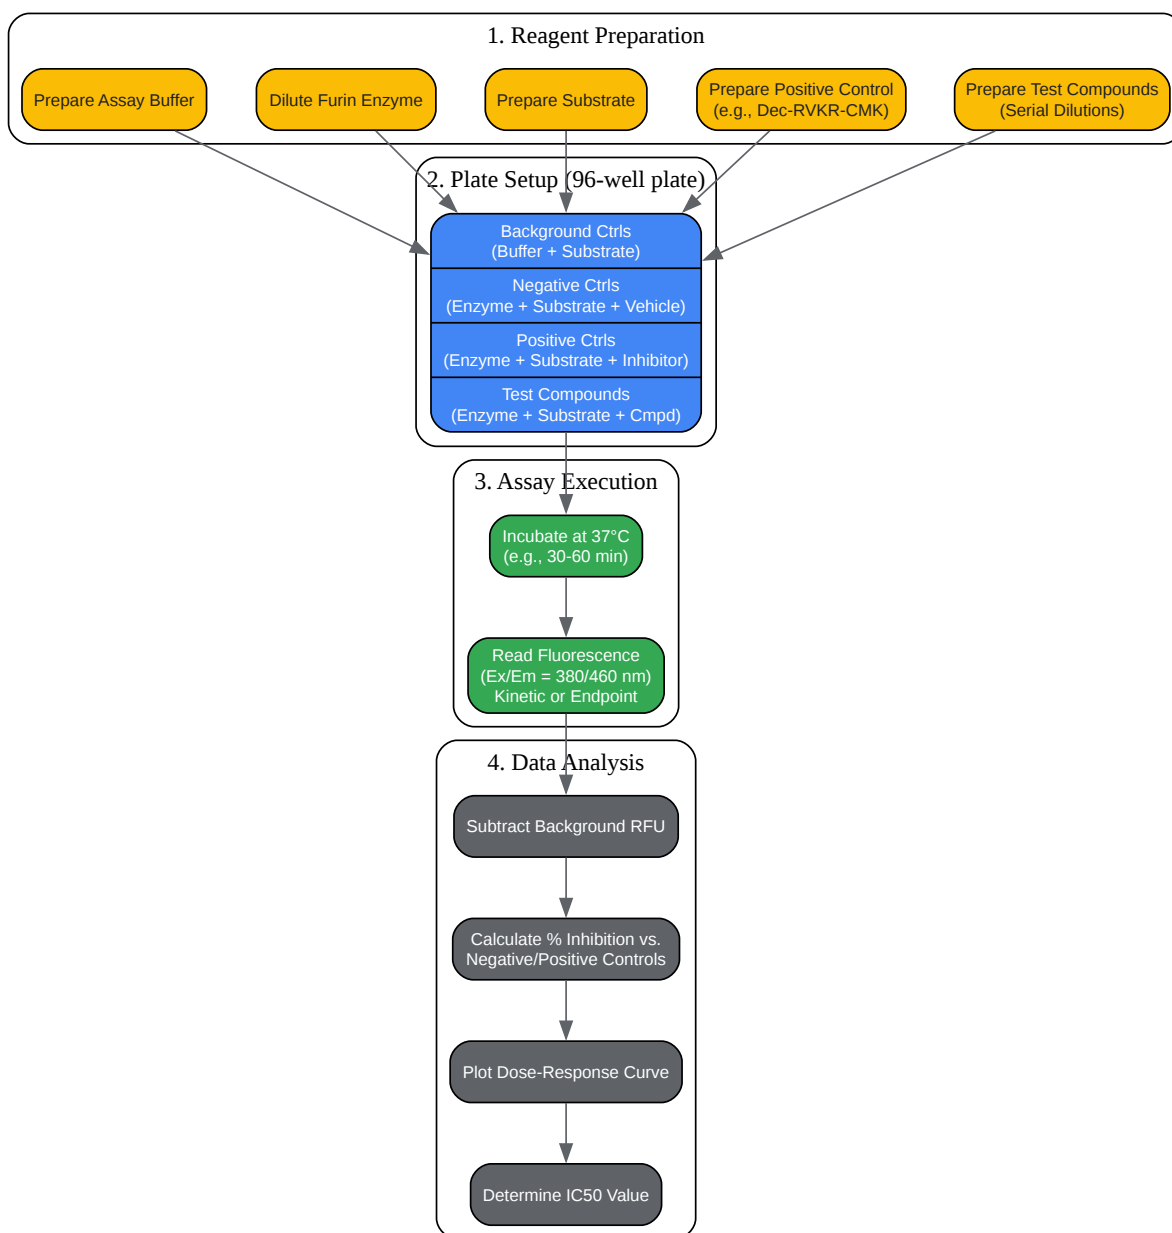 1. Reagent Preparation
Prepare Assay Buffer
Dilute Furin Enzyme
Prepare Substrate
Prepare Positive Control
(e.g., Dec-RVKR-CMK)
Prepare Test Compounds
(Serial Dilutions)
2. Plate Setup (96-well plate)
Background Ctrls
(Buffer + Substrate)
Negative Ctrls
(Enzyme + Substrate + Vehicle)
Positive Ctrls
(Enzyme + Substrate + Inhibitor)
Test Compounds
(Enzyme + Substrate + Cmpd)
3. Assay Execution
Incubate at 37°C
(e.g., 30-60 min)
Read Fluorescence
(Ex/Em = 380/460 nm)
Kinetic or Endpoint
4. Data Analysis
Subtract Background RFU
Calculate % Inhibition vs.
Negative/Positive Controls
Plot Dose-Response Curve
Determine IC50 Value